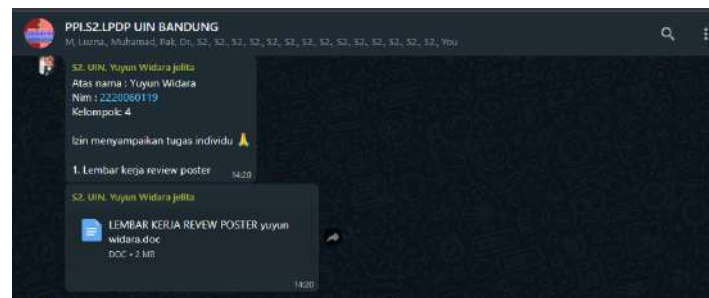 PPI.S2.LPDP UIN BANDUNG
M, Luzna, Muhamad, Pak, Dr., S2, S2, S2, S2, S2, S2, S2, S2, S2, S2, S2, S2, S2, S2, S2, You
S2. UIN. Yuyun Widara jelita
Atas nama : Yuyun Widara
Nim : 2220060119
Kelompok: 4
Izin menyampaikan tugas individu 🙏
1. Lembar kerja review poster
14:20
S2. UIN. Yuyun Widara jelita
LEMBAR KERJA REVEW POSTER yuyun
widara.doc
DOC • 2 MB
14:20